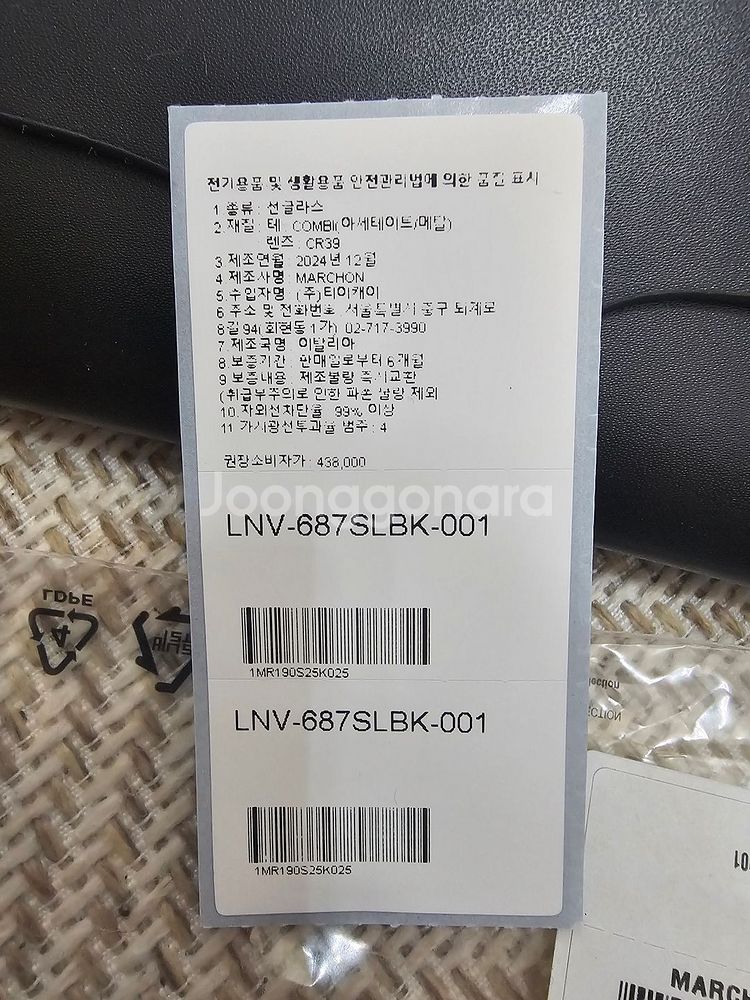 전기용품 및 생활용품 안전관리법에 의한 품질 표시
1 종류 : 선글라스
2.재질 : 테 : COMBI(아세테이트/메탈)
렌즈 : CR39
3 제조연월 : 2024년 12월
4 제조사명 : MARCHON
5 수입자명 : (주)티이캐이
6 주소 및 전화번호 : 서울특별시 중구 퇴계로
8길 94(회현동 1가) 02-717-3990
7 제조국명 : 이탈리아
8 보증기간 : 판매일로부터 6개월
9 보증내용 : 제조불량 즉시교환
(취급부주의로 인한 파손 불량 제외
10.자외선차단율 : 99% 이상
11 가시광선투과율 범주 : 4
권장소비자가 : 438,000
Joonggonara
LNV-687SLBK-001
1MR190S25K025
LNV-687SLBK-001
1MR190S25K025
LDPE
4
ECTION
MARCH